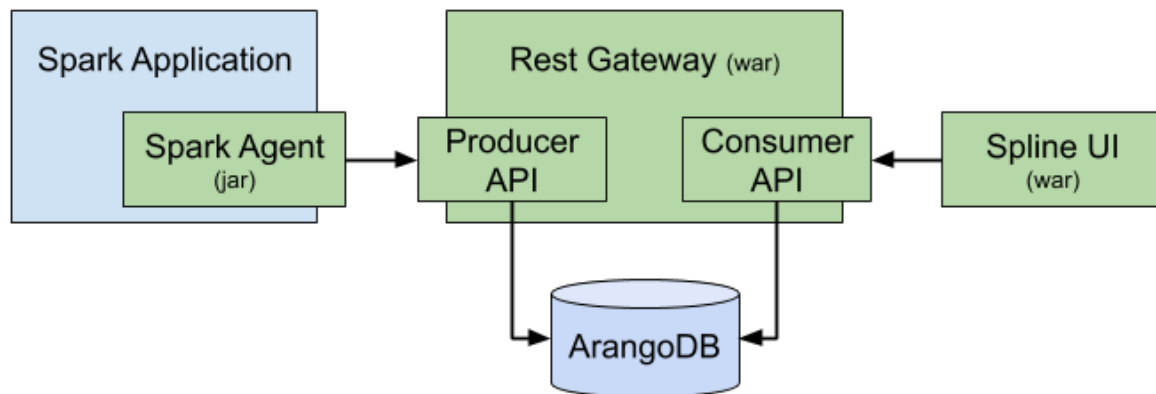 Spark Application
Rest Gateway (war)
Spark Agent
(jar)
Producer
API
Consumer
API
Spline UI
(war)
ArangoDB